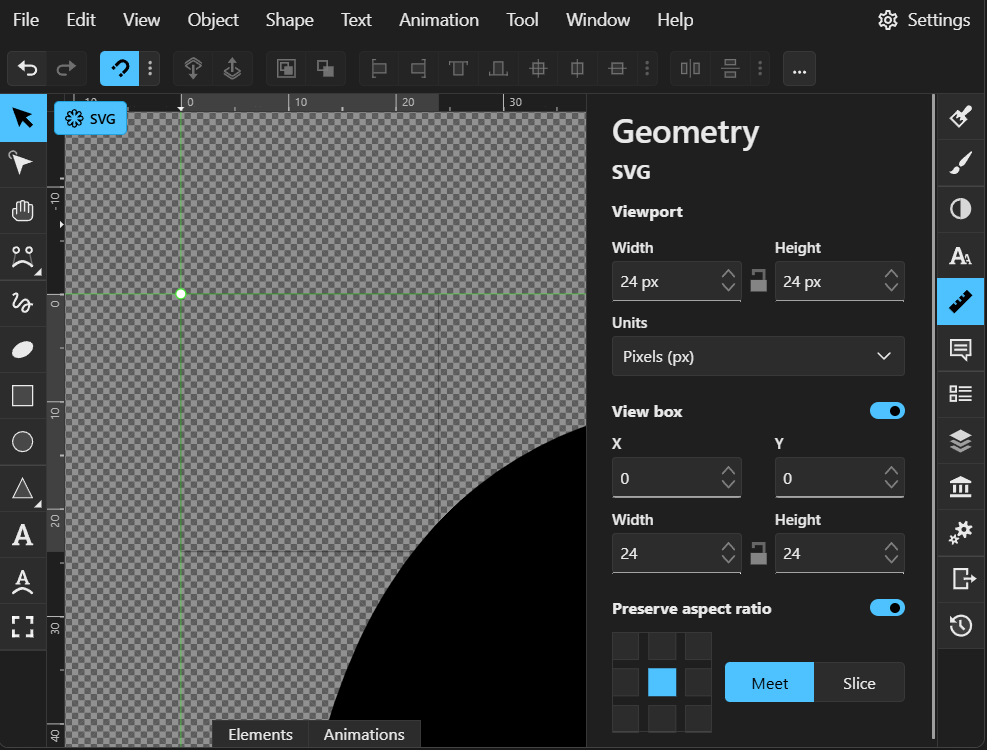 File Edit View Object Shape Text Animation Tool Window Help Settings
...
SVG
10 0 10 20 30
-10
0
10
20
30
40
Geometry
SVG
Viewport
Width Height
24 px 24 px
Units
Pixels (px)
View box
X Y
0 0
Width Height
24 24
Preserve aspect ratio
Meet Slice
Elements Animations